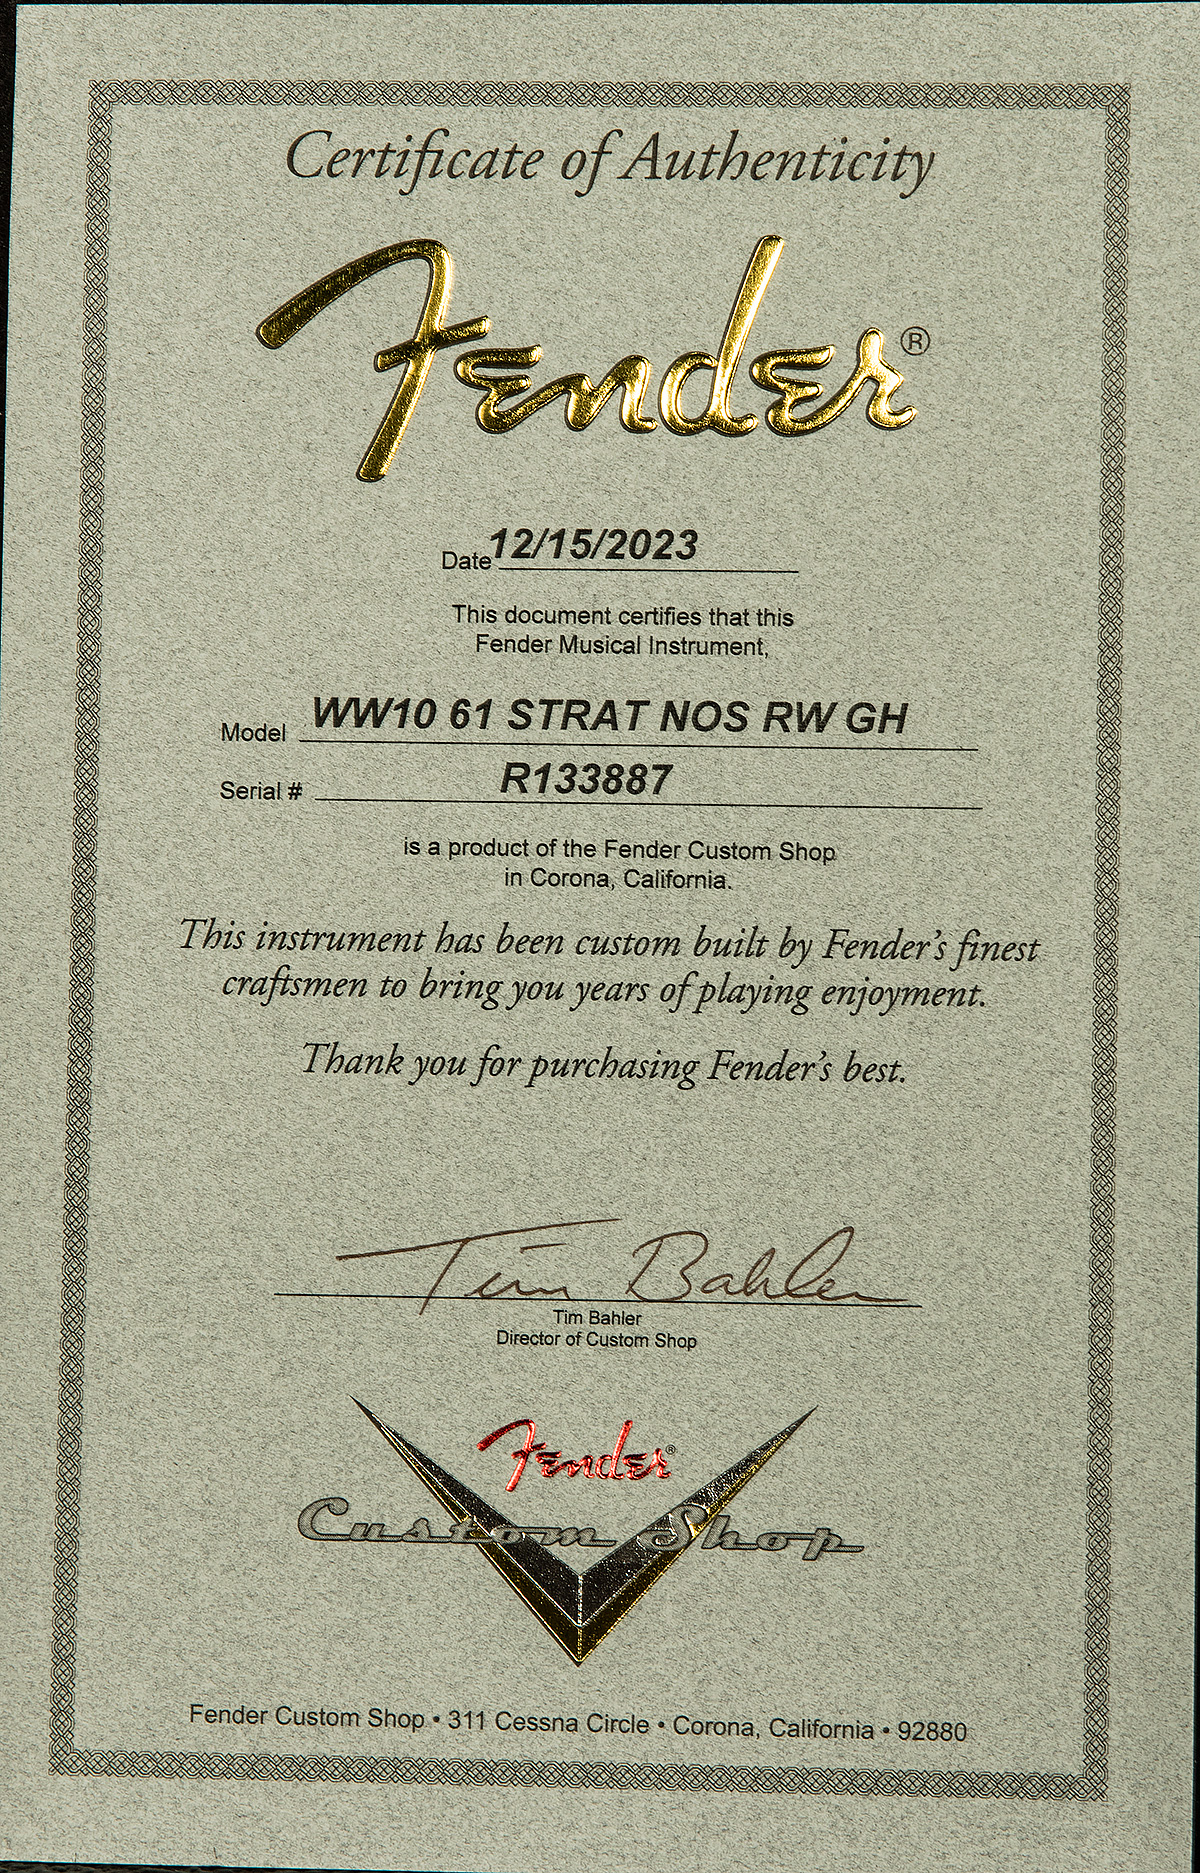 Certificate of Authenticity
Fender®
Date 12/15/2023
This document certifies that this
Fender Musical Instrument,
Model WW10 61 STRAT NOS RW GH
Serial # R133887
is a product of the Fender Custom Shop
in Corona, California.
This instrument has been custom built by Fender's finest
craftsmen to bring you years of playing enjoyment.
Thank you for purchasing Fender's best.
Tim Bahler
Tim Bahler
Director of Custom Shop
Fender®
Custom Shop
Fender Custom Shop • 311 Cessna Circle • Corona, California • 92880